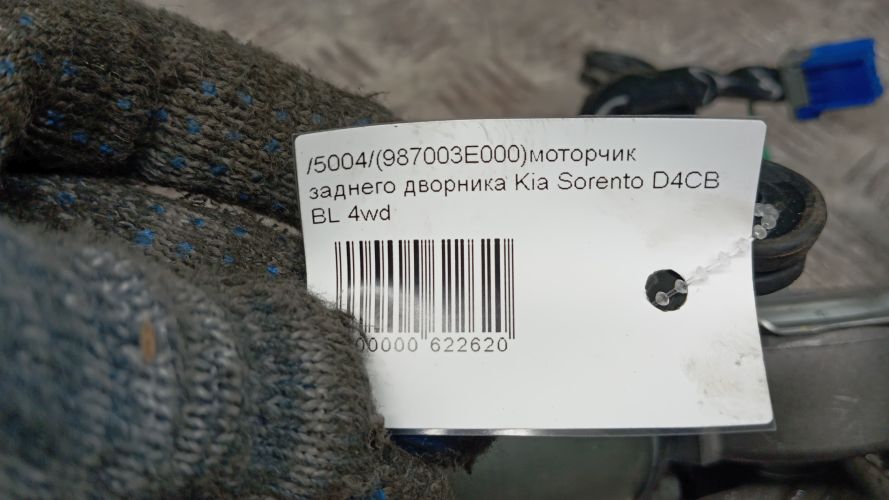 /5004/(987003E000)моторчик
заднего дворника Kia Sorento D4CB
BL 4wd
00000 622620